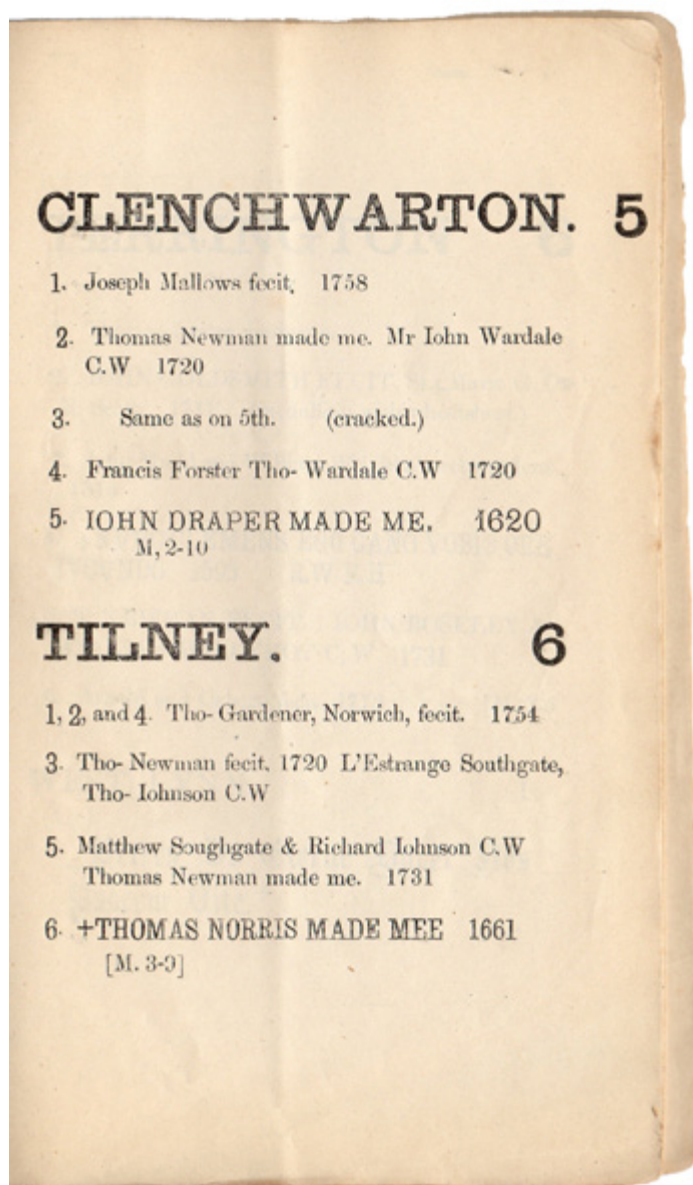 CLENCHWARTON. 5
1. Joseph Mallows fecit, 1758
2. Thomas Newman made me. Mr Iohn Wardale
C.W 1720
3. Same as on 5th. (cracked.)
4. Francis Forster Tho- Wardale C.W 1720
5. IOHN DRAPER MADE ME. 1620
M, 2-10
TILNEY. 6
1, 2, and 4. Tho- Gardener, Norwich, fecit. 1754
3. Tho- Newman fecit, 1720 L'Estrange Southgate,
Tho- Iohnson C.W
5. Matthew Soughgate & Richard Iohnson C.W
Thomas Newman made me. 1731
6. +THOMAS NORRIS MADE MEE 1661
[M. 3-9]